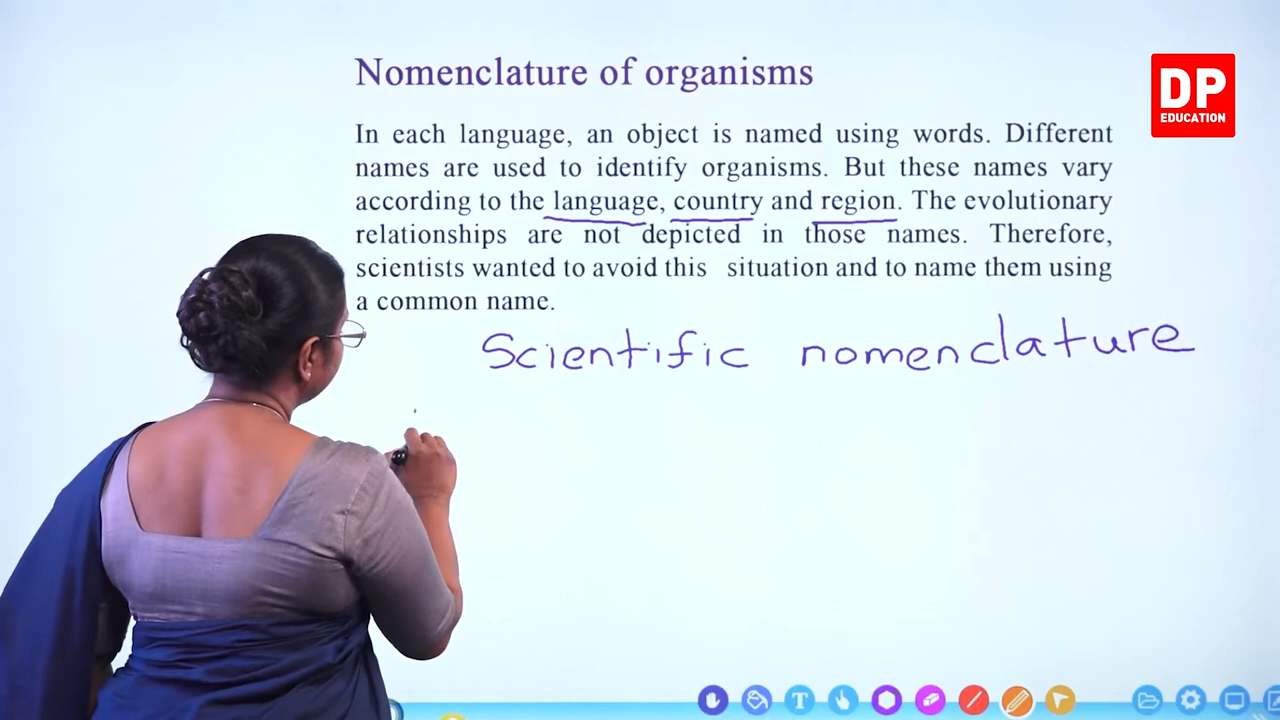 Nomenclature of organisms
DP
EDUCATION
In each language, an object is named using words. Different
names are used to identify organisms. But these names vary
according to the language, country and region. The evolutionary
relationships are not depicted in those names. Therefore,
scientists wanted to avoid this situation and to name them using
a common name.
Scientific nomenclature
T